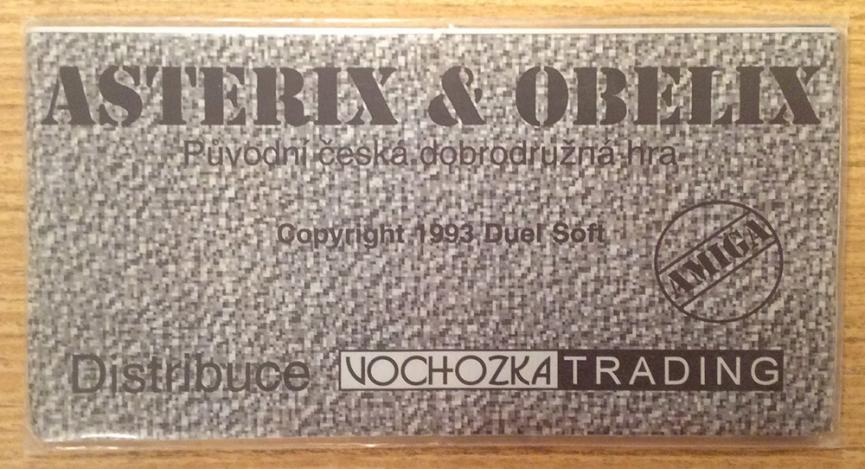 ASTERIX & OBELIX
Původní česká dobrodružná hra
Copyright 1993 Duel Soft
AMIGA
Distribuce VOCHOZKA TRADING